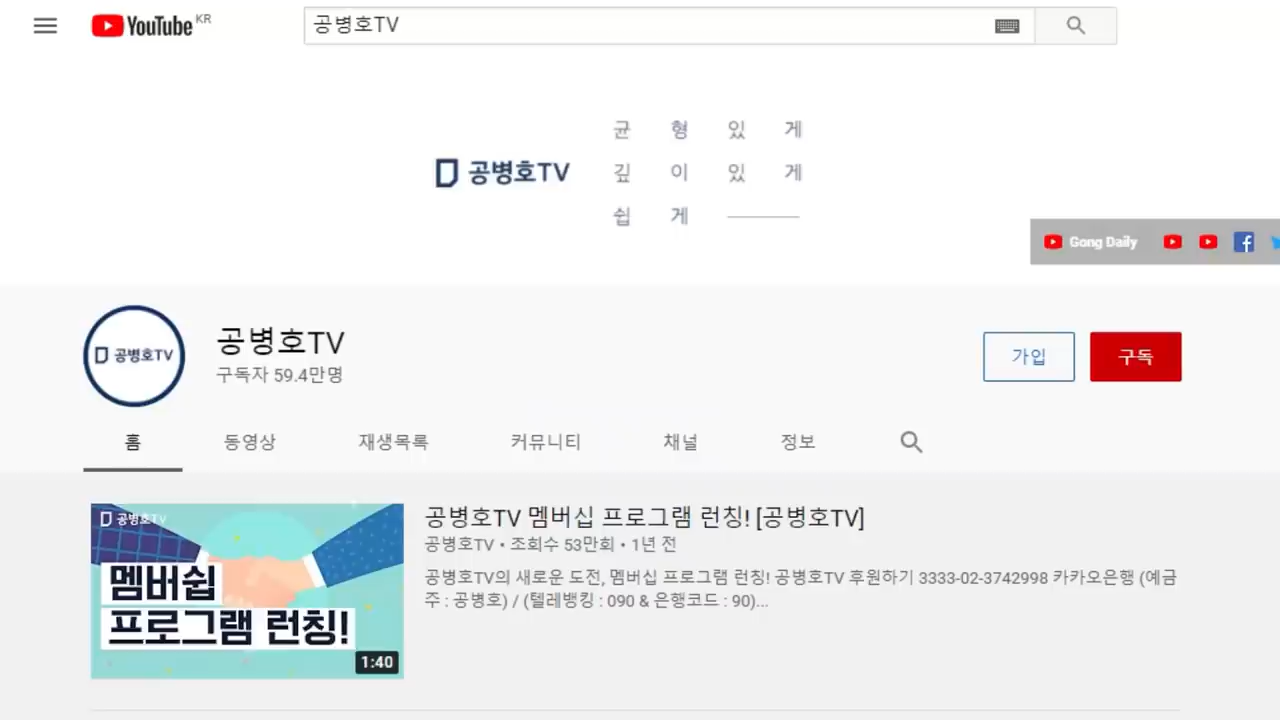 YouTube KR
공병호TV
균 형 있 게
공병호TV
깊 이 있 게
쉽 게
Gong Daily
공병호TV
공병호TV
구독자 59.4만명
가입
구독
홈 동영상 재생목록 커뮤니티 채널 정보
공병호TV
멤버쉽
프로그램 런칭!
1:40
공병호TV 멤버십 프로그램 런칭! [공병호TV]
공병호TV • 조회수 53만회 • 1년 전
공병호TV의 새로운 도전, 멤버십 프로그램 런칭! 공병호TV 후원하기 3333-02-3742998 카카오은행 (예금
주 : 공병호) / (텔레뱅킹 : 090 & 은행코드 : 90)...